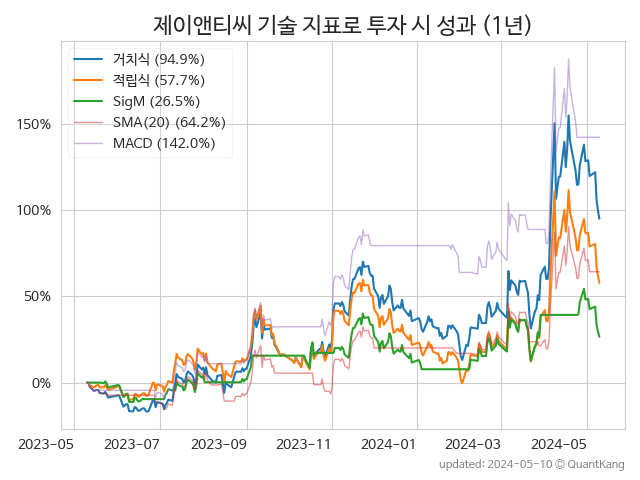 제이앤티씨 기술 지표로 투자 시 성과 (1년)
거치식 (94.9%)
적립식 (57.7%)
SigM (26.5%)
SMA(20) (64.2%)
MACD (142.0%)
150%
100%
50%
0%
2023-05 2023-07 2023-09 2023-11 2024-01 2024-03 2024-05
updated: 2024-05-10 © QuantKang